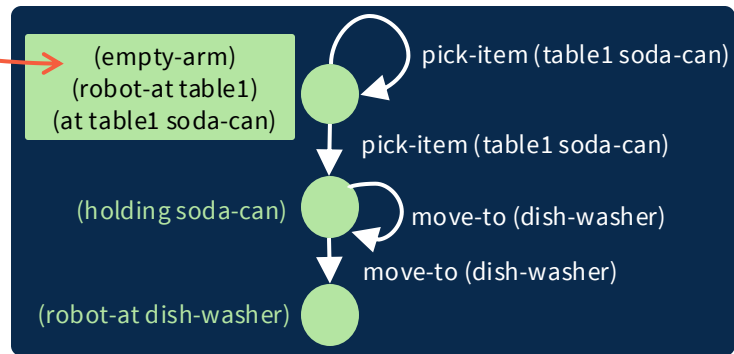 (empty-arm)
(robot-at table1)
(at table1 soda-can)
pick-item (table1 soda-can)
pick-item (table1 soda-can)
(holding soda-can)
move-to (dish-washer)
move-to (dish-washer)
(robot-at dish-washer)